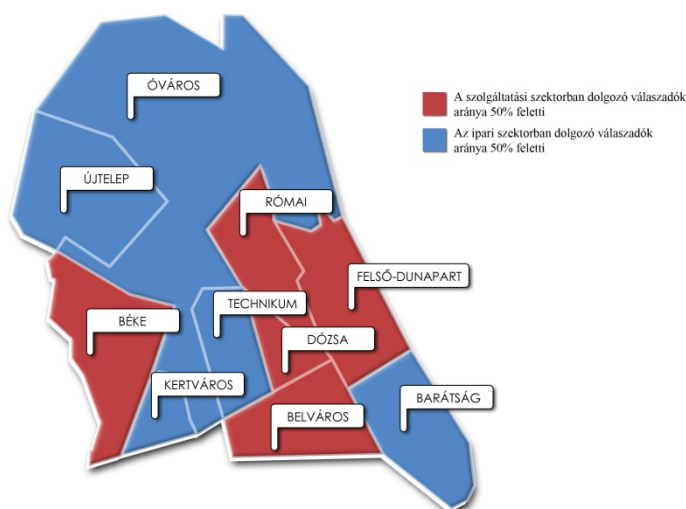 ÓVÁROS
A szolgáltatási szektorban dolgozó válaszadók
aránya 50% feletti
Az ipari szektorban dolgozó válaszadók
aránya 50% feletti
ÚJTELEP
RÓMAI
FELSŐ-DUNAPART
TECHNIKUM
BÉKE
DÓZSA
KERTVÁROS
BARÁTSÁG
BELVÁROS